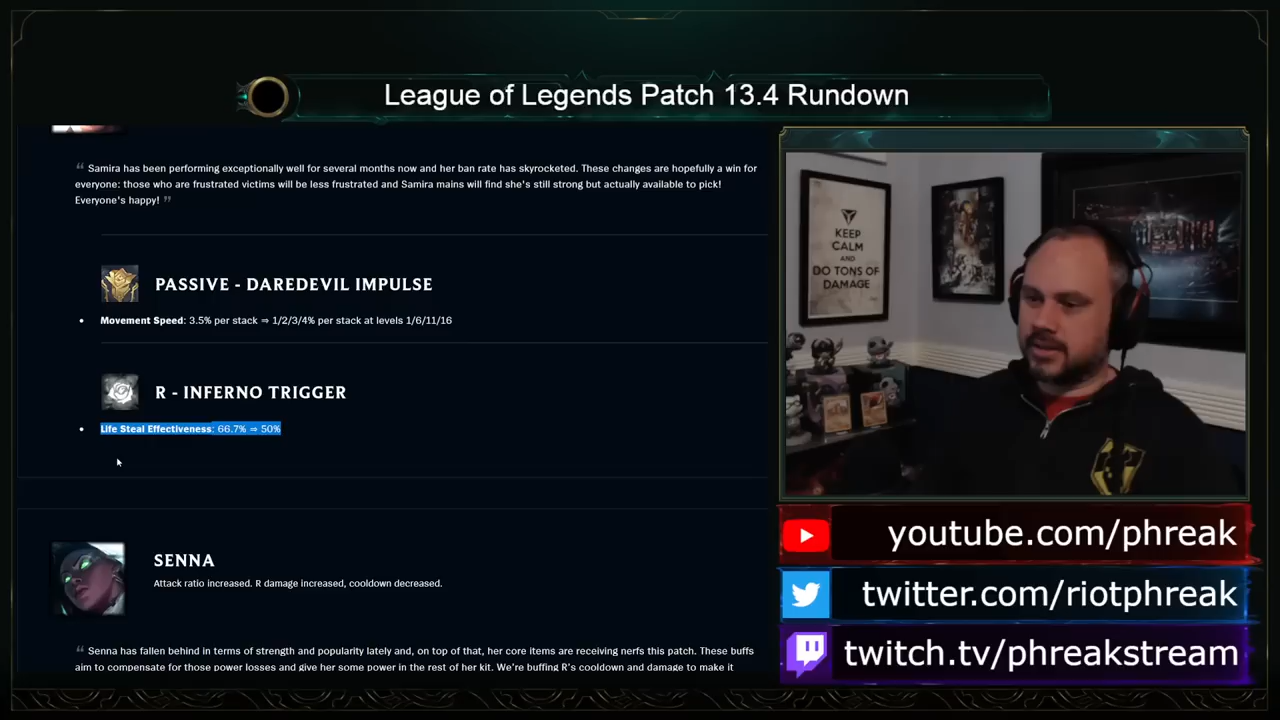 League of Legends Patch 13.4 Rundown
“ Samira has been performing exceptionally well for several months now and her ban rate has skyrocketed. These changes are hopefully a win for
everyone: those who are frustrated victims will be less frustrated and Samira mains will find she's still strong but actually available to pick!
Everyone's happy! ”
PASSIVE - DAREDEVIL IMPULSE
• Movement Speed: 3.5% per stack ⇒ 1/2/3/4% per stack at levels 1/6/11/16
R - INFERNO TRIGGER
• Life Steal Effectiveness: 66.7% ⇒ 50%
SENNA
Attack ratio increased. R damage increased, cooldown decreased.
“ Senna has fallen behind in terms of strength and popularity lately and, on top of that, her core items are receiving nerfs this patch. These buffs
aim to compensate for those power losses and give her some power in the rest of her kit. We're buffing R's cooldown and damage to make it
KEEP
CALM
AND
DO TONS OF
DAMAGE
youtube.com/phreak
twitter.com/riotphreak
twitch.tv/phreakstream